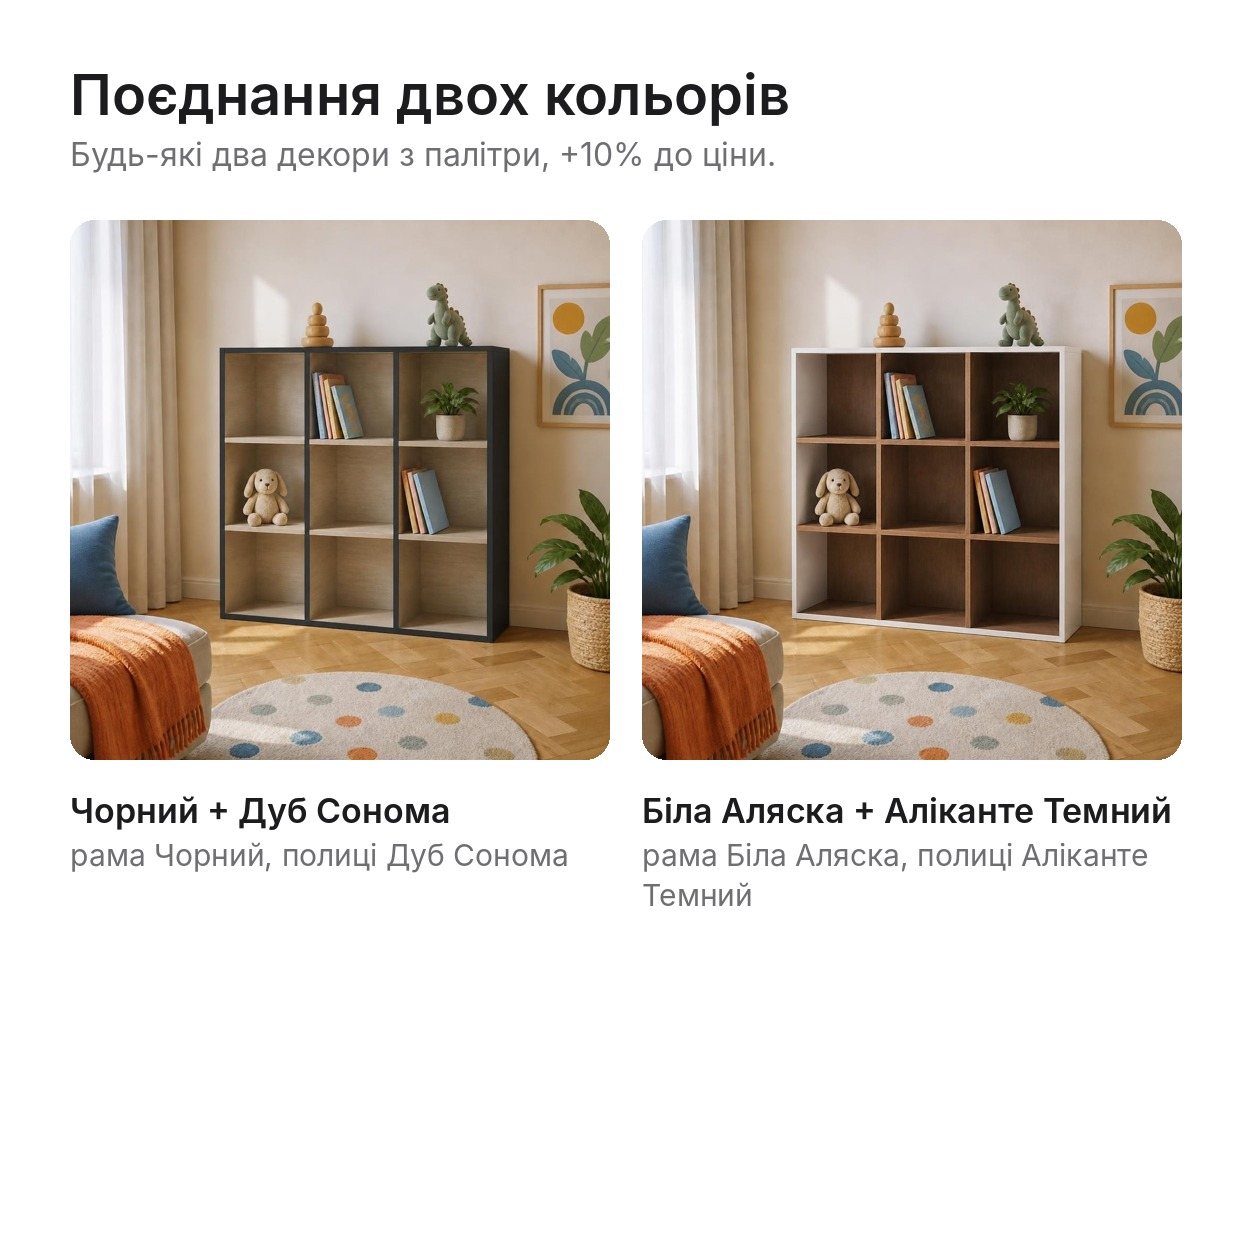 Поєднання двох кольорів
Будь-які два декори з палітри, +10% до ціни.
Чорний + Дуб Сонома
рама Чорний, полиці Дуб Сонома
Біла Аляска + Аліканте Темний
рама Біла Аляска, полиці Аліканте
Темний